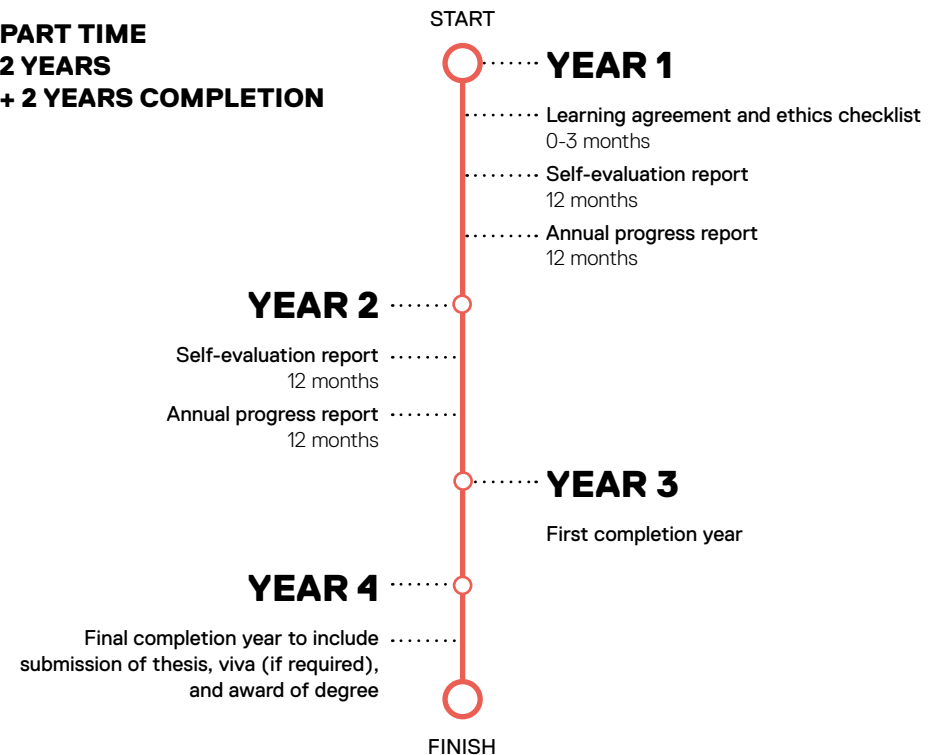 PART TIME
2 YEARS
+ 2 YEARS COMPLETION
START
YEAR 1
Learning agreement and ethics checklist
0-3 months
Self-evaluation report
12 months
Annual progress report
12 months
YEAR 2
Self-evaluation report
12 months
Annual progress report
12 months
YEAR 3
First completion year
YEAR 4
Final completion year to include
submission of thesis, viva (if required),
and award of degree
FINISH